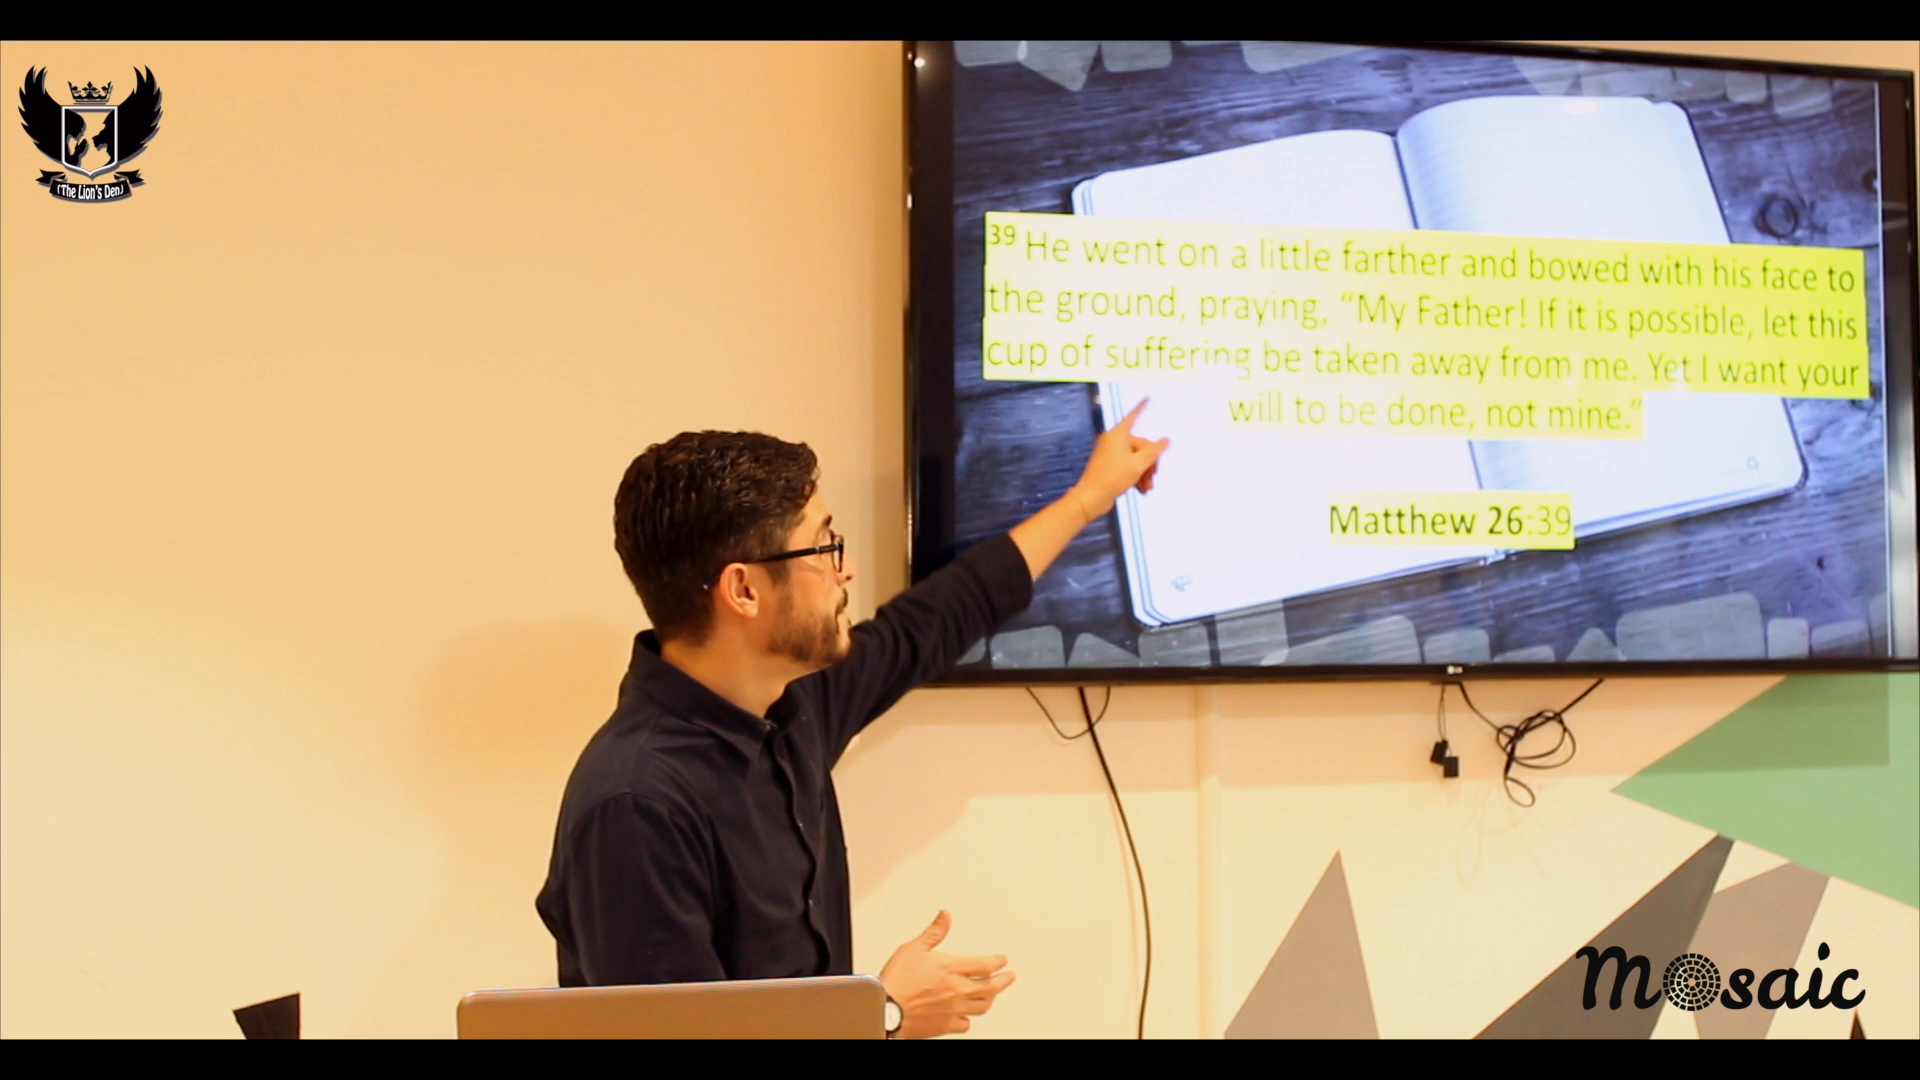 (The Lion's Den)
39 He went on a little farther and bowed with his face to
the ground, praying, “My Father! If it is possible, let this
cup of suffering be taken away from me. Yet I want your
will to be done, not mine.”
Matthew 26:39
LG
Mosaic